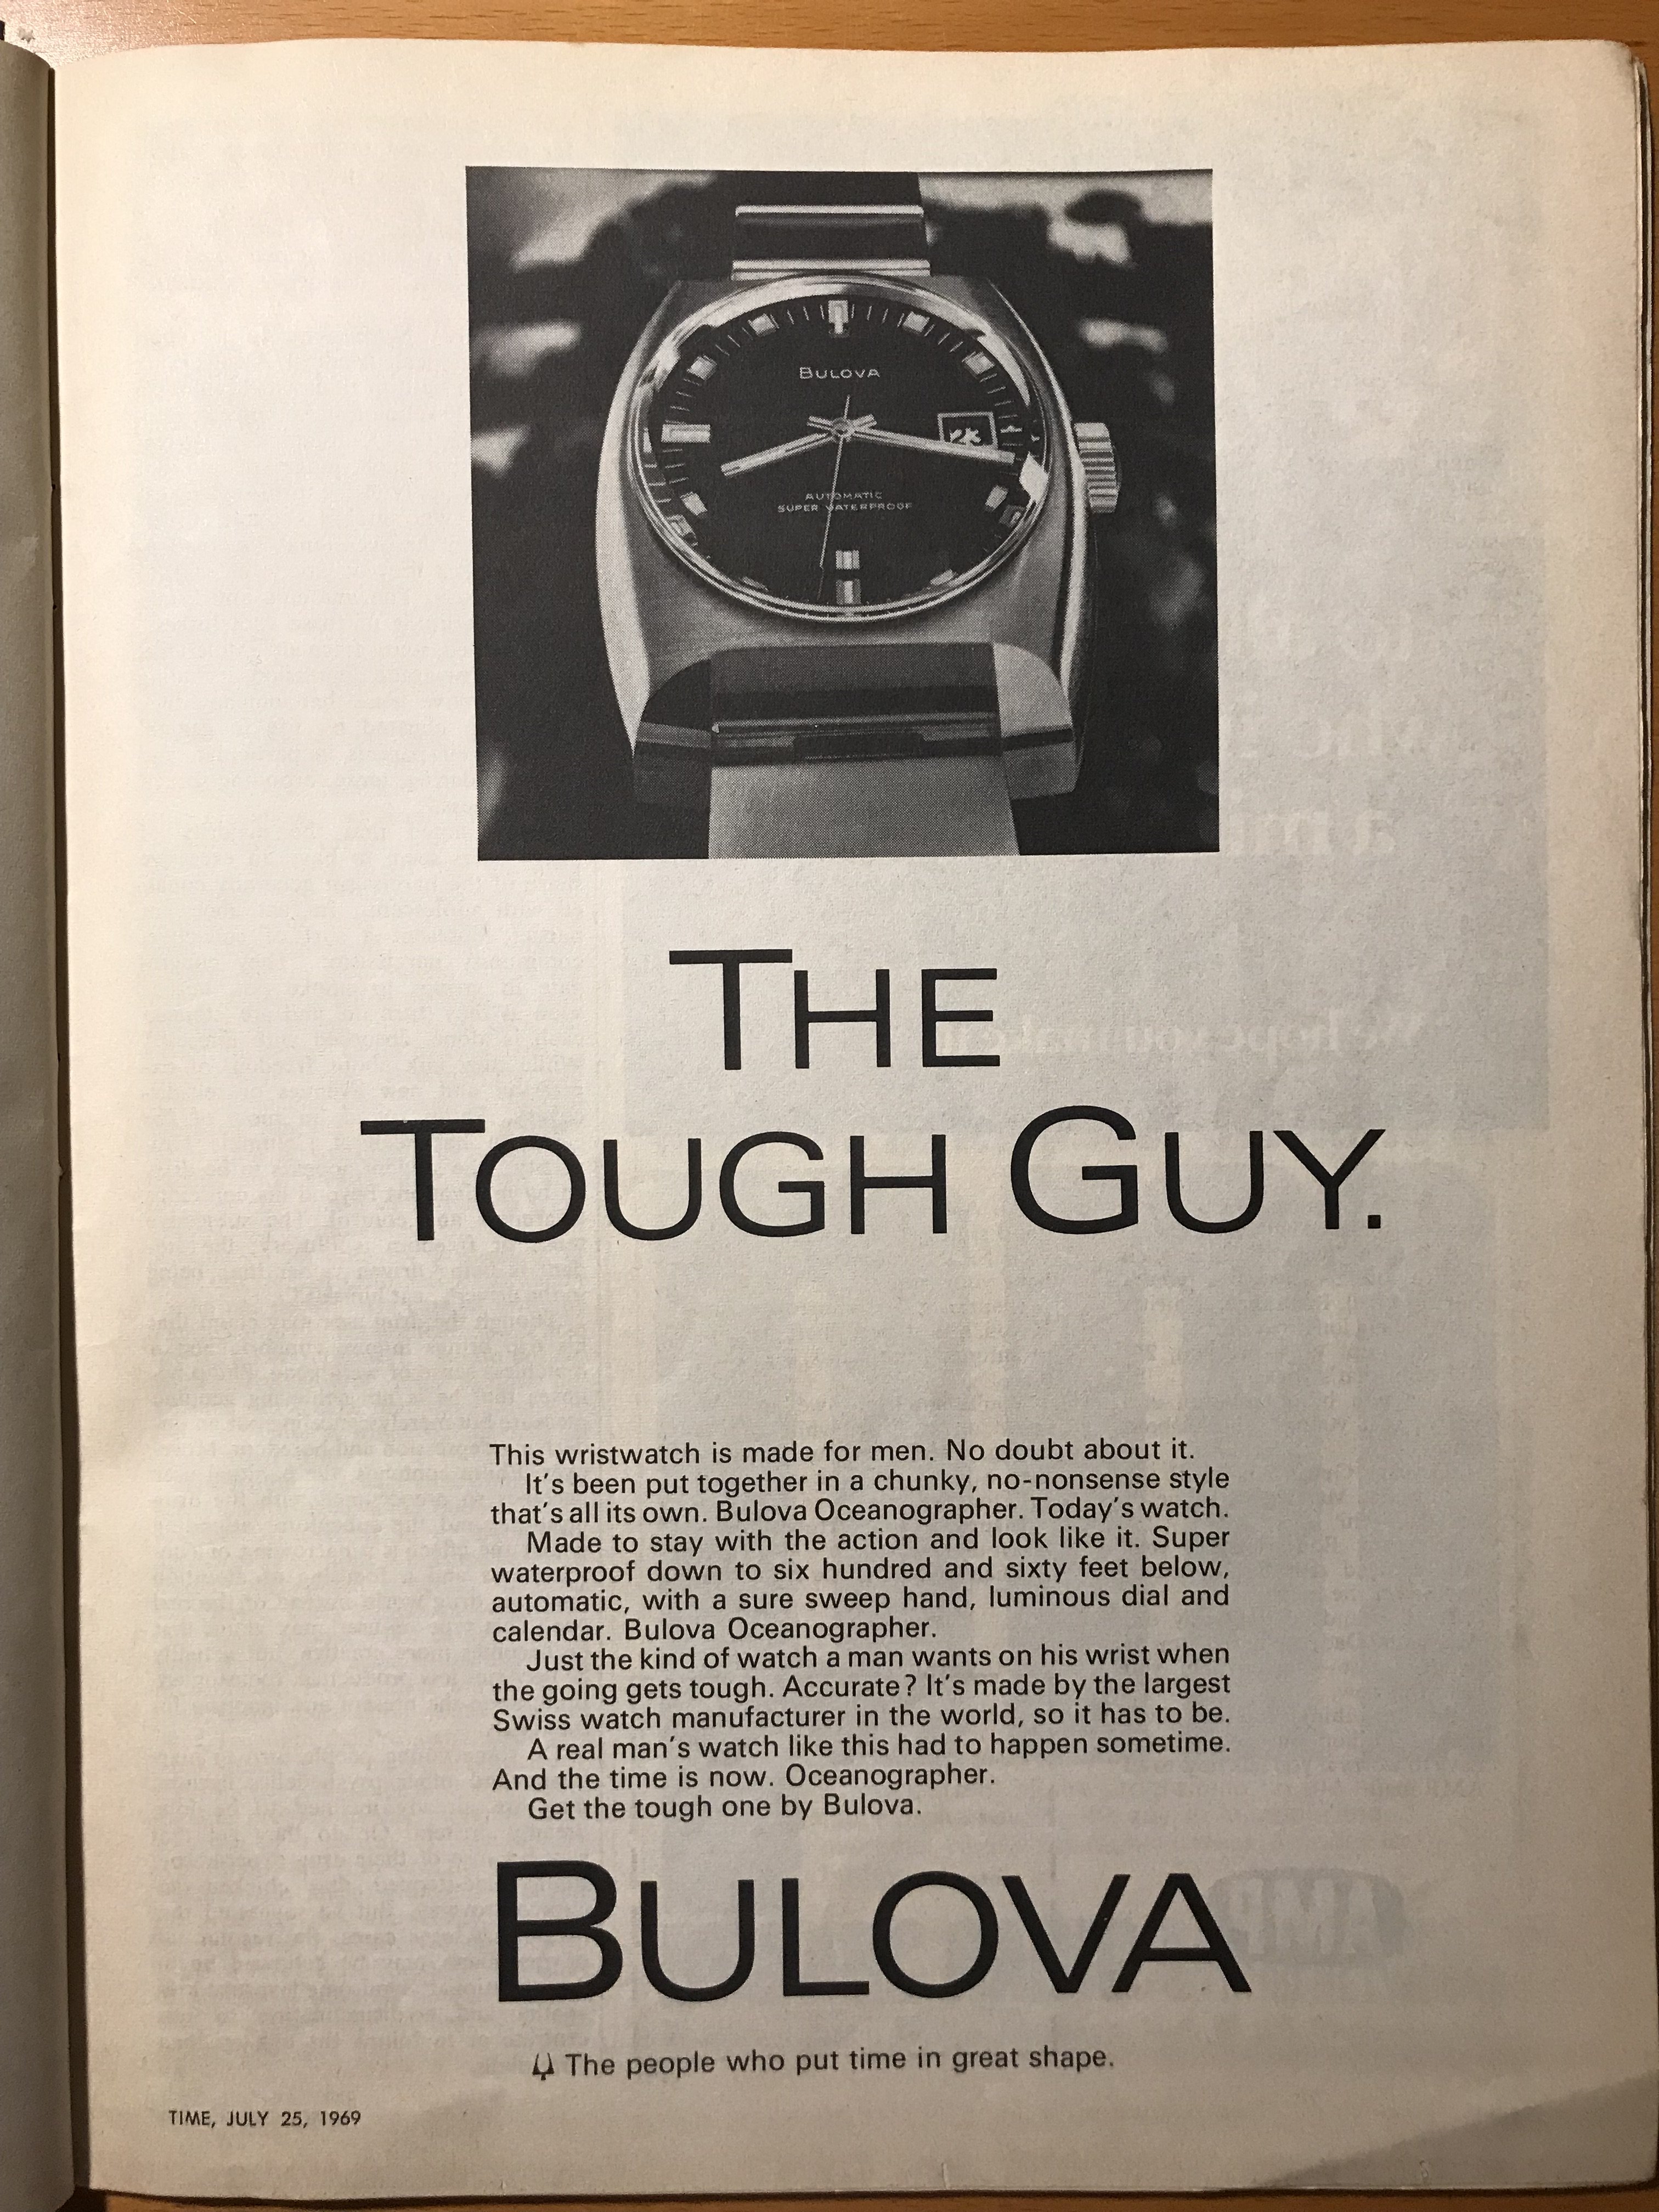 BULOVA
23
AUTOMATIC
SUPER WATERPROOF
THE
TOUGH GUY.
This wristwatch is made for men. No doubt about it.
It's been put together in a chunky, no-nonsense style
that's all its own. Bulova Oceanographer. Today's watch.
Made to stay with the action and look like it. Super
waterproof down to six hundred and sixty feet below,
automatic, with a sure sweep hand, luminous dial and
calendar. Bulova Oceanographer.
Just the kind of watch a man wants on his wrist when
the going gets tough. Accurate? It's made by the largest
Swiss watch manufacturer in the world, so it has to be.
A real man's watch like this had to happen sometime.
And the time is now. Oceanographer.
Get the tough one by Bulova.
BULOVA
The people who put time in great shape.
TIME, JULY 25, 1969